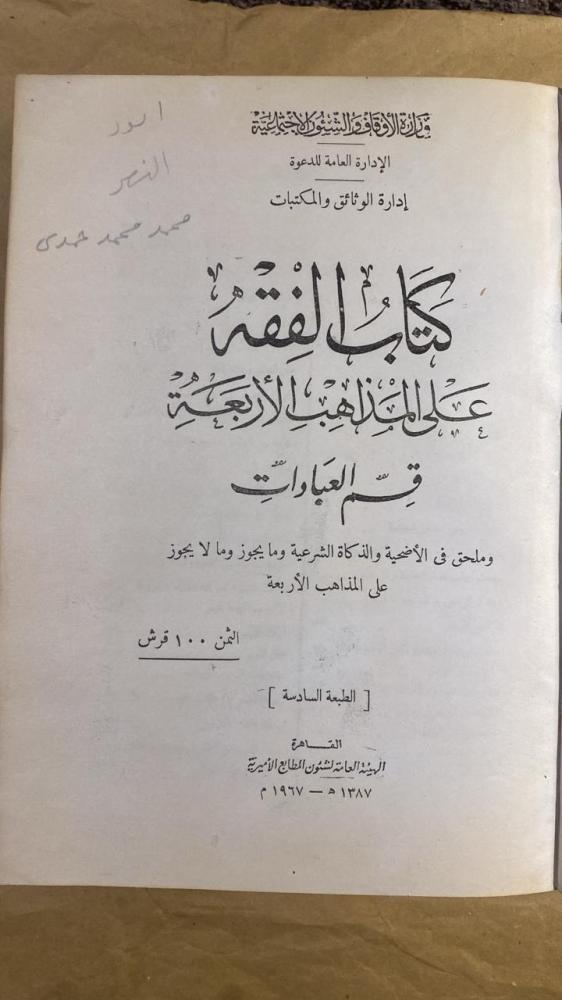 وزارة الأوقاف والشئون الاجتماعية
الإدارة العامة للدعوة
إدارة الوثائق والمكتبات
كتاب الفقه
على المذاهب الأربعة
قسم العبادات
وملحق فى الأضحية والذكاة الشرعية وما يجوز وما لا يجوز
على المذاهب الأربعة
الثمن ١٠٠ قرش
[ الطبعة السادسة ]
القاهرة
الهيئة العامة لشئون المطابع الأميرية
١٣٨٧ ه — ١٩٦٧ م
محمد محمد حمدى